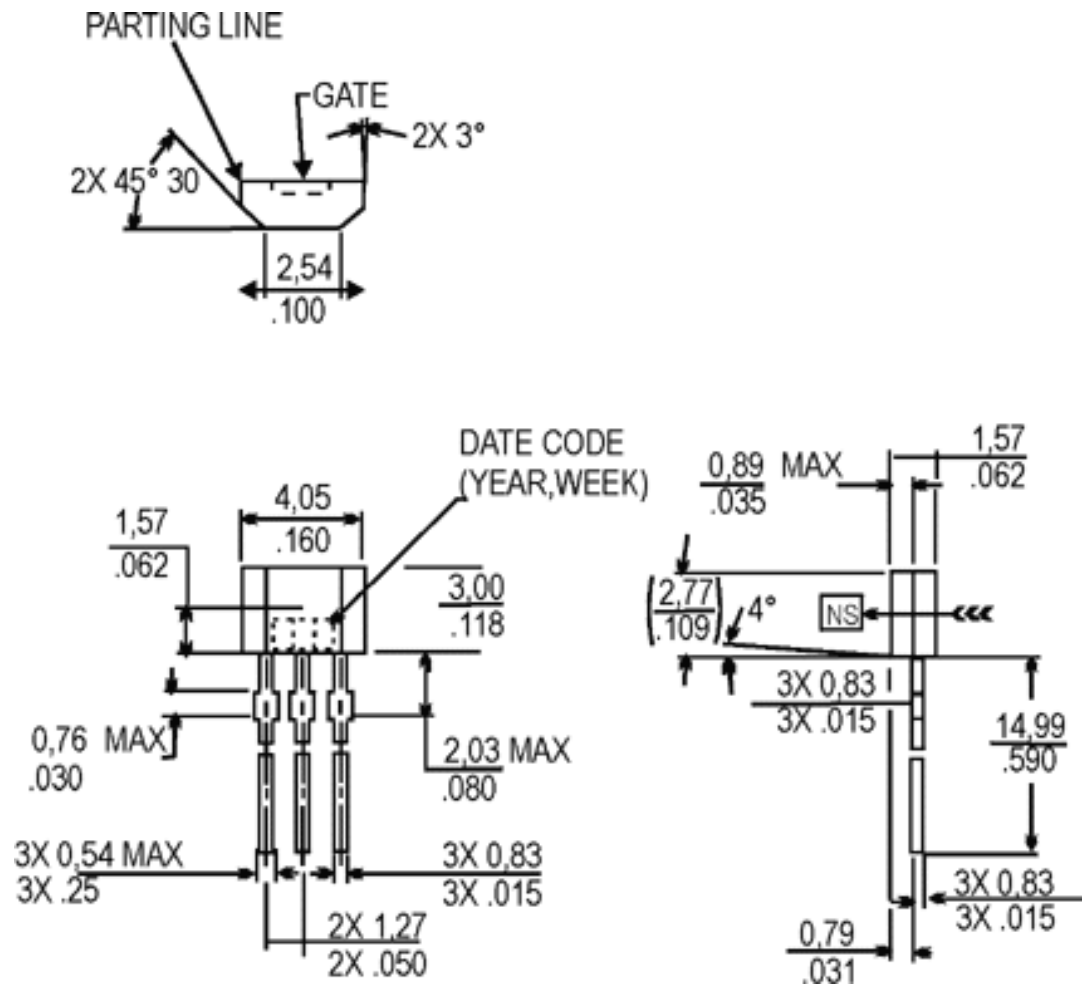 PARTING LINE
GATE
2X 3°
2X 45° 30
2,54
.100
DATE CODE
(YEAR,WEEK)
4,05
.160
1,57
.062
3,00
.118
0,76 MAX
.030
2,03 MAX
.080
3X 0,54 MAX
3X .25
3X 0,83
3X .015
2X 1,27
2X .050
1,57
.062
0,89 MAX
.035
(2,77
.109)
4°
NS
3X 0,83
3X .015
14,99
.590
3X 0,83
3X .015
0,79
.031